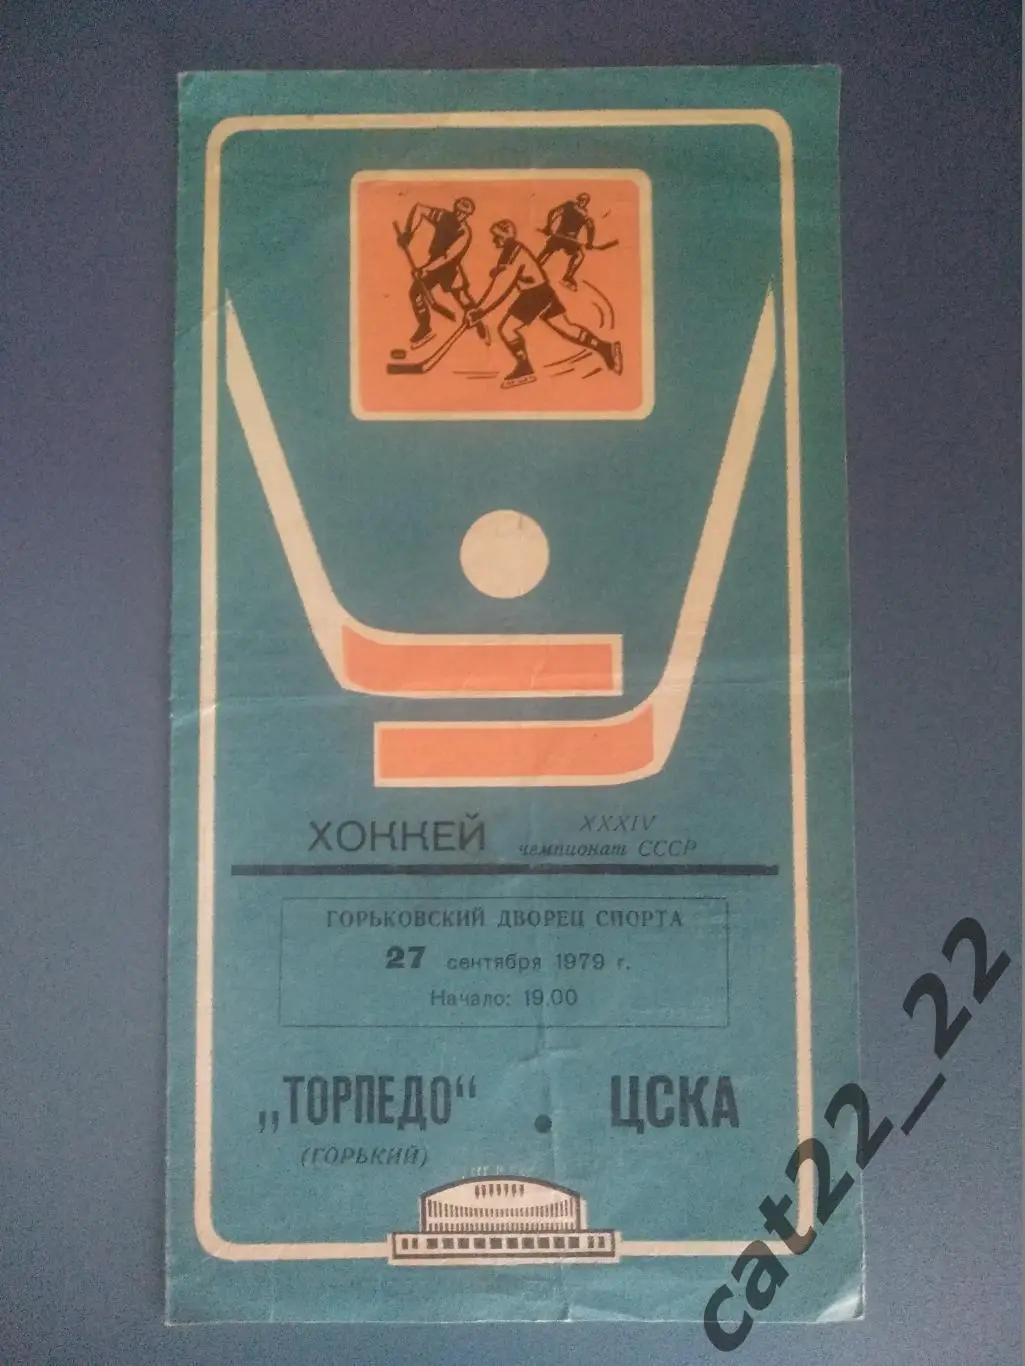 ХОККЕЙ
XXXIV
чемпионат СССР
ГОРЬКОВСКИЙ ДВОРЕЦ СПОРТА
27 сентября 1979 г.
Начало: 19.00
„ТОРПЕДО“ • ЦСКА
(ГОРЬКИЙ)
cat22_22